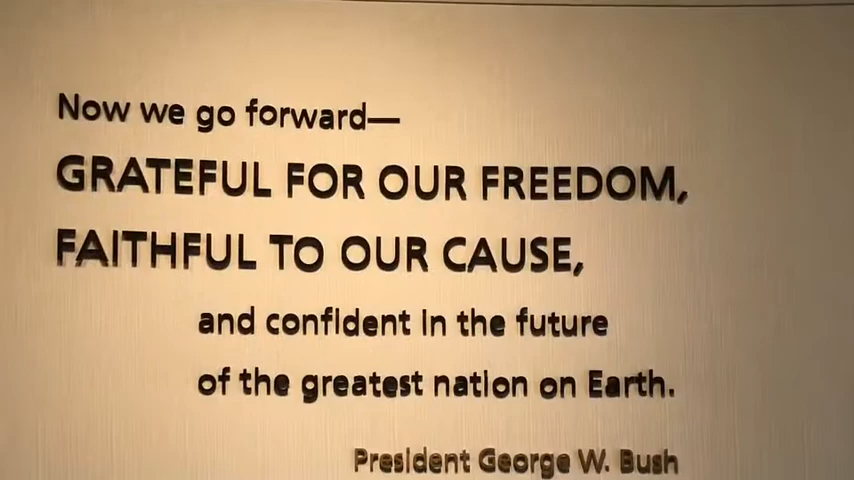 Now we go forward—
GRATEFUL FOR OUR FREEDOM,
FAITHFUL TO OUR CAUSE,
and confident in the future
of the greatest nation on Earth.
President George W. Bush